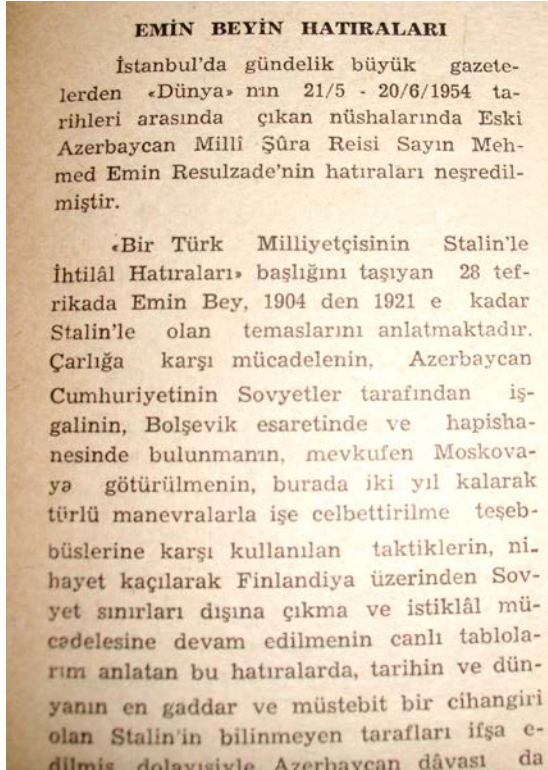 EMİN BEYİN HATIRALARI
İstanbul'da gündelik büyük gazete-
lerden «Dünya» nın 21/5 - 20/6/1954 ta-
rihleri arasında çıkan nüshalarında Eski
Azerbaycan Millî Şûra Reisi Sayın Meh-
med Emin Resulzade'nin hatıraları neşredil-
miştir.
«Bir Türk Milliyetçisinin Stalin'le
İhtilâl Hatıraları» başlığını taşıyan 28 tef-
rikada Emin Bey, 1904 den 1921 e kadar
Stalin'le olan temaslarını anlatmaktadır.
Çarlığa karşı mücadelenin, Azerbaycan
Cumhuriyetinin Sovyetler tarafından iş-
galinin, Bolşevik esaretinde ve hapisha-
nesinde bulunmanın, mevkufen Moskova-
ya götürülmenin, burada iki yıl kalarak
türlü manevralarla işe celbettirilme teşeb-
büslerine karşı kullanılan taktiklerin, ni-
hayet kaçılarak Finlandiya üzerinden Sov-
yet sınırları dışına çıkma ve istiklâl mü-
cadelesine devam edilmenin canlı tablola-
rım anlatan bu hatıralarda, tarihin ve dün-
yanın en gaddar ve müstebit bir cihangiri
olan Stalin'in bilinmeyen tarafları ifşa e-
dilmiş dolayısiyle Azerbaycan dâvası da